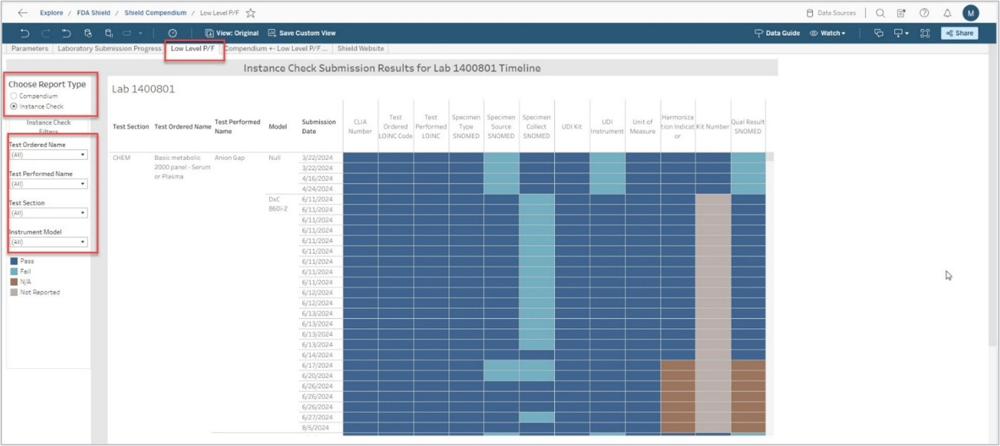 Explore / FDA Shield / Shield Compendium / Low Level P/F
Data Sources
M
View: Original
Save Custom View
Data Guide
Watch
Share
Parameters
Laboratory Submission Progress
Low Level P/F
Compendium +- Low Level P/F ...
Shield Website
Instance Check Submission Results for Lab 1400801 Timeline
Choose Report Type
Compendium
Instance Check
Instance Check
Filters
Test Ordered Name
(All)
Test Performed Name
(All)
Test Section
(All)
Instrument Model
(All)
Pass
Fail
N/A
Not Reported
Lab 1400801
Test Section
Test Ordered Name
Test Performed
Name
Model
Submission
Date
CLIA
Number
Test
Ordered
LOINC Code
Test
Performed
LOINC
Specimen
Type
SNOMED
Specimen
Source
SNOMED
Specimen
Collect
SNOMED
UDI Kit
UDI
Instrument
Unit of
Measure
Harmoniza
tion Indicat
or
Kit Number
Qual Result
SNOMED
CHEM
Basic metabolic
2000 panel - Serum
or Plasma
Anion Gap
Null
3/22/2024
3/22/2024
4/16/2024
4/24/2024
DxC
860i-2
6/11/2024
6/11/2024
6/11/2024
6/11/2024
6/11/2024
6/11/2024
6/11/2024
6/11/2024
6/11/2024
6/12/2024
6/12/2024
6/13/2024
6/13/2024
6/13/2024
6/13/2024
6/14/2024
6/17/2024
6/20/2024
6/26/2024
6/26/2024
6/26/2024
6/27/2024
8/5/2024